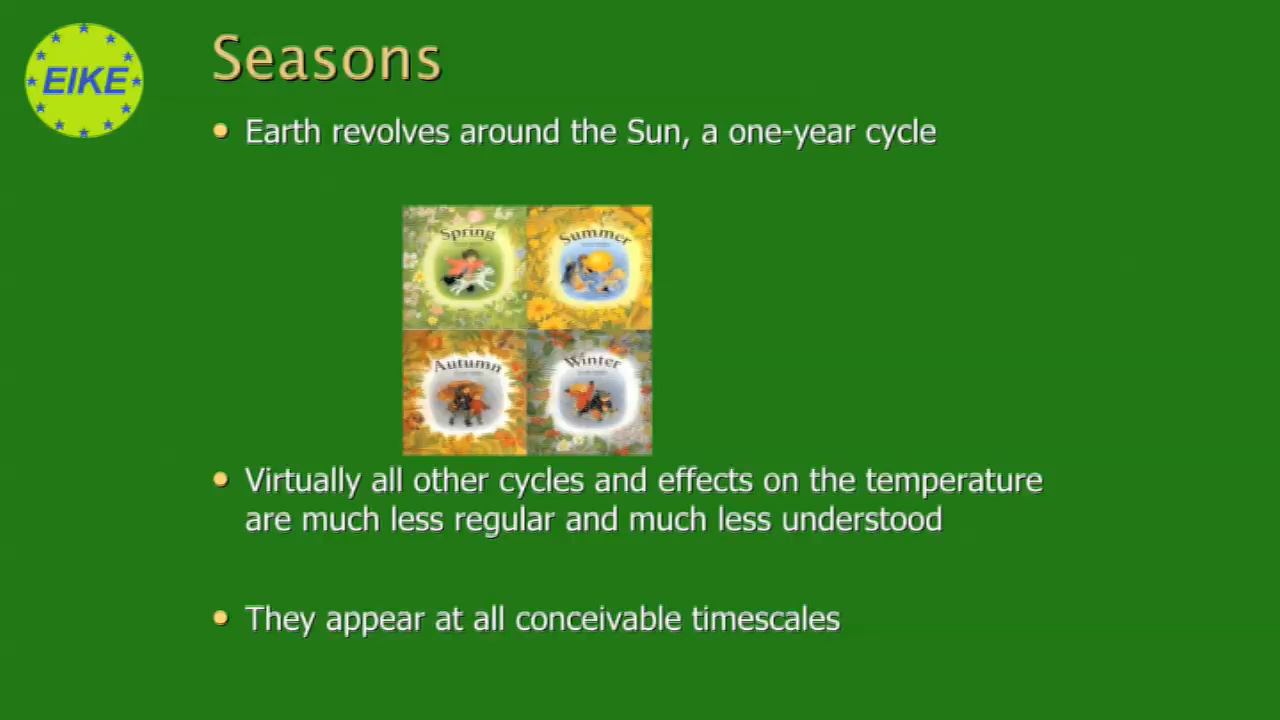 EIKE
Seasons
Earth revolves around the Sun, a one-year cycle
Spring
Summer
Autumn
Winter
Virtually all other cycles and effects on the temperature
are much less regular and much less understood
They appear at all conceivable timescales